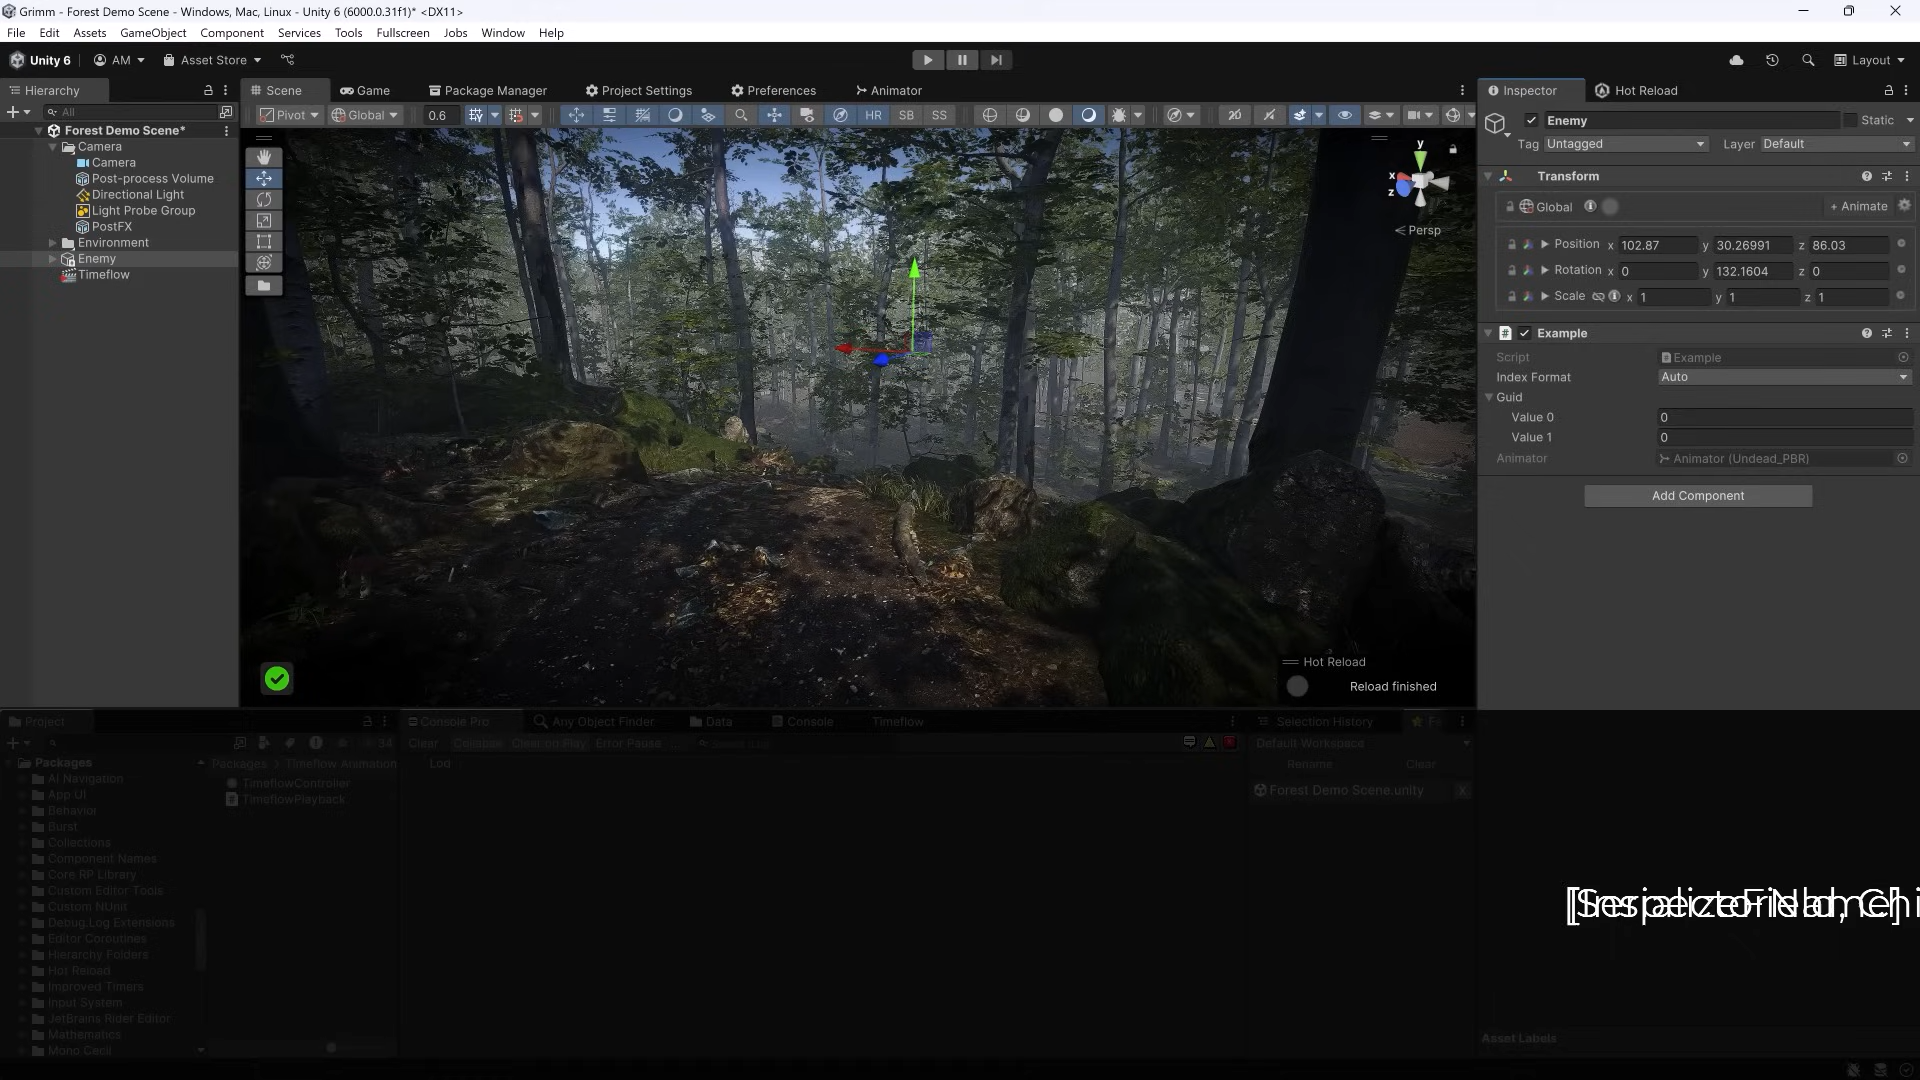 Grimm - Forest Demo Scene - Windows, Mac, Linux - Unity 6 (6000.0.31f1)* <DX11>
File Edit Assets GameObject Component Services Tools Fullscreen Jobs Window Help
Unity 6 AM Asset Store Layout
Hierarchy Scene Game Package Manager Project Settings Preferences Animator Inspector Hot Reload
All Pivot Global 0.6 HR SB SS 2D
Enemy Static
Forest Demo Scene*
Camera
Camera
Post-process Volume
Directional Light
Light Probe Group
PostFX
Environment
Enemy
Timeflow
y
x
z
Persp
Tag Untagged Layer Default
Transform
Global + Animate
Position x 102.87 y 30.26991 z 86.03
Rotation x 0 y 132.1604 z 0
Scale x 1 y 1 z 1
Example
Script Example
Index Format Auto
Guid
Value 0 0
Value 1 0
Animator Animator (Undead_PBR)
Add Component
Hot Reload
Reload finished
Project Console Pro Any Object Finder Data Console Timeflow Selection History
34 Clear Collapse Clear on Play Error Pause Default Workspace
Packages Packages > Timeflow Animation Log Rename Clear
AI Navigation TimeflowController
App UI TimeflowPlayback Forest Demo Scene.unity X
Behavior
Burst
Collections
Component Names
Core RP Library
Custom Editor Tools
Custom NUnit
Debug.Log Extensions
Editor Coroutines
Hierarchy Folders
Hot Reload
Improved Timers
Input System
JetBrains Rider Editor
Mathematics
Mono Cecil
Asset Labels